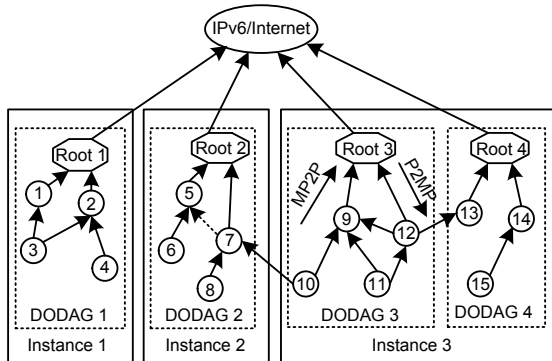 IPv6/Internet
Root 1
1
2
3
4
DODAG 1
Instance 1
Root 2
5
6
7
8
DODAG 2
Instance 2
Root 3
MP2P
P2MP
9
12
10
11
DODAG 3
Root 4
13
14
15
DODAG 4
Instance 3